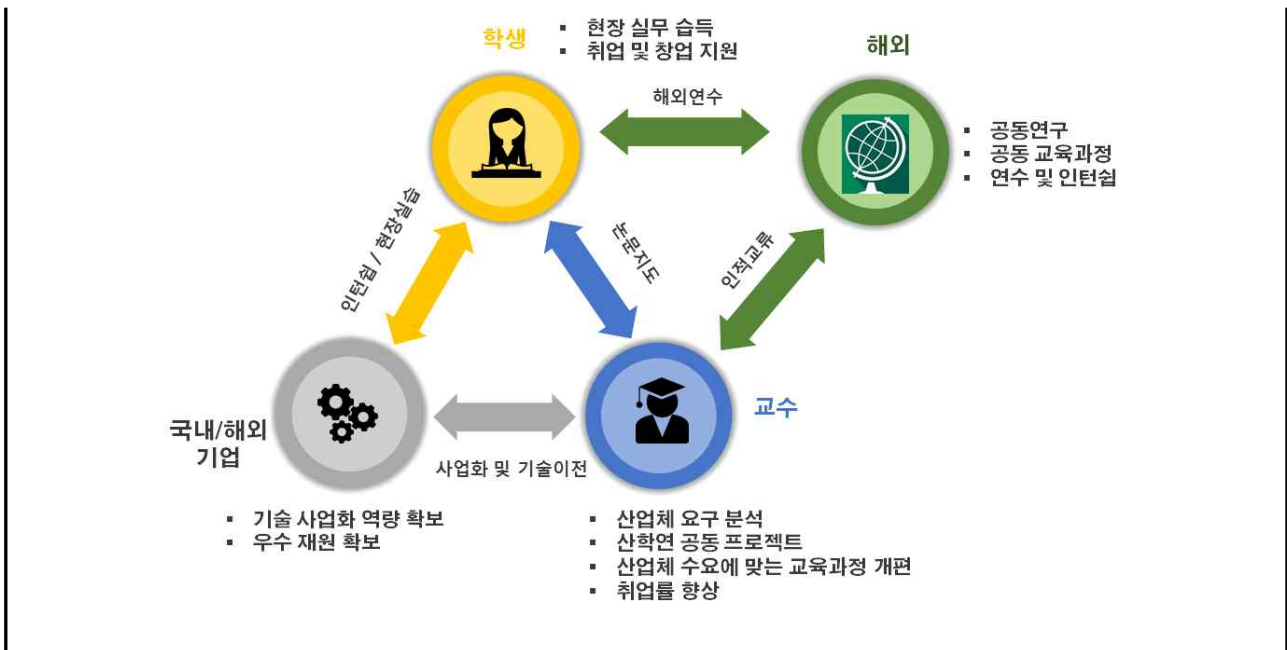 학생
▪ 현장 실무 습득
▪ 취업 및 창업 지원
해외
해외연수
▪ 공동연구
▪ 공동 교육과정
▪ 연수 및 인턴쉽
인턴쉽 / 현장실습
논문지도
인적교류
국내/해외
기업
교수
사업화 및 기술이전
▪ 기술 사업화 역량 확보
▪ 우수 재원 확보
▪ 산업체 요구 분석
▪ 산학연 공동 프로젝트
▪ 산업체 수요에 맞는 교육과정 개편
▪ 취업률 향상